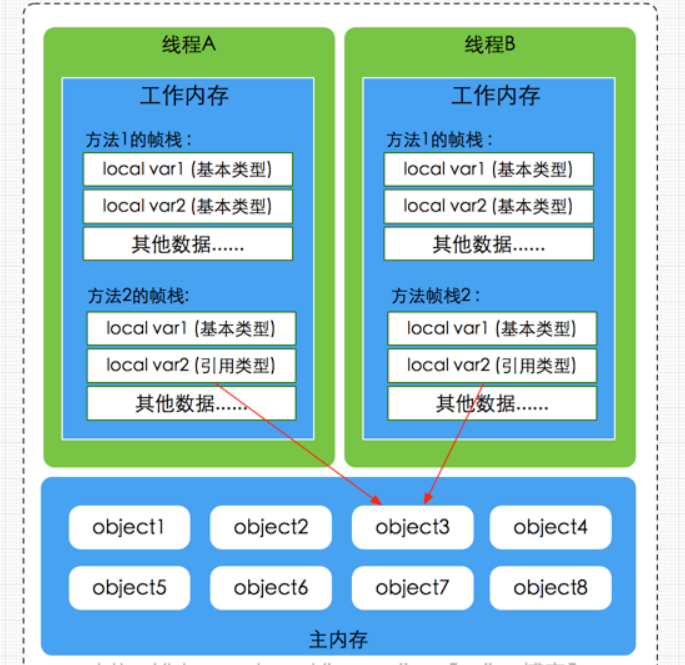 线程A
工作内存
方法1的帧栈：
local var1 (基本类型)
local var2 (基本类型)
其他数据......
方法2的帧栈:
local var1 (基本类型)
local var2 (引用类型)
其他数据......
线程B
工作内存
方法1的帧栈：
local var1 (基本类型)
local var2 (基本类型)
其他数据......
方法帧栈2：
local var1 (基本类型)
local var2 (引用类型)
其他数据......
object1
object2
object3
object4
object5
object6
object7
object8
主内存